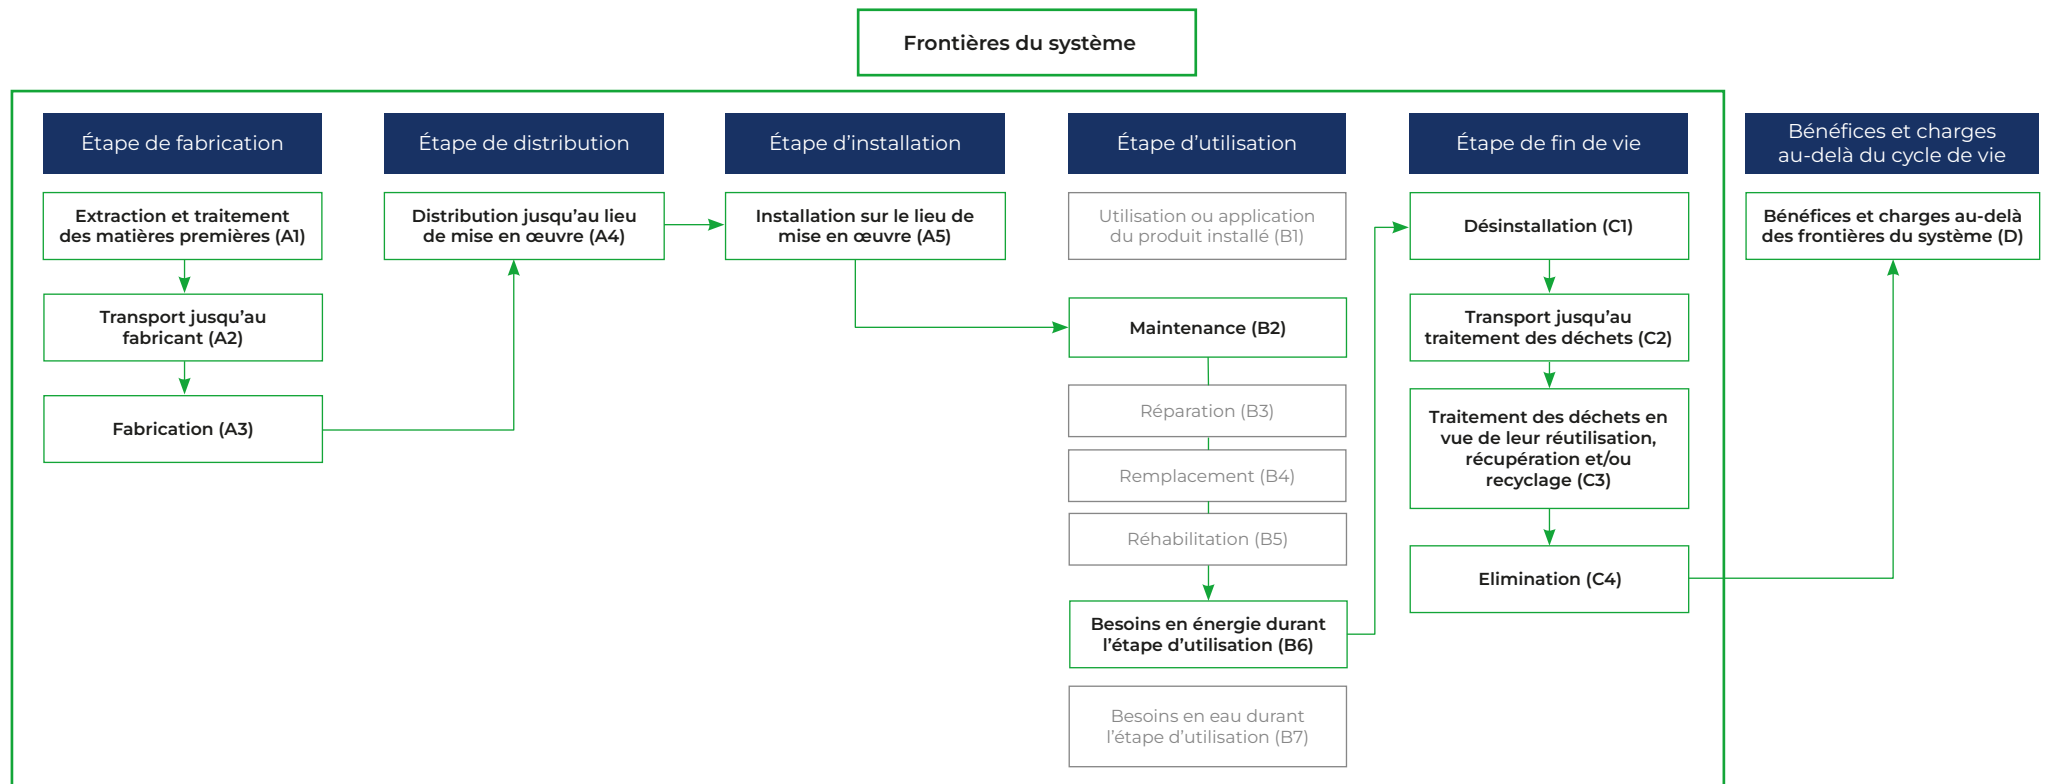 Frontières du système
Étape de fabrication
Extraction et traitement
des matières premières (A1)
Transport jusqu'au
fabricant (A2)
Fabrication (A3)
Étape de distribution
Distribution jusqu'au lieu
de mise en œuvre (A4)
Étape d'installation
Installation sur le lieu de
mise en œuvre (A5)
Étape d'utilisation
Utilisation ou application
du produit installé (B1)
Maintenance (B2)
Réparation (B3)
Remplacement (B4)
Réhabilitation (B5)
Besoins en énergie durant
l'étape d'utilisation (B6)
Besoins en eau durant
l'étape d'utilisation (B7)
Étape de fin de vie
Désinstallation (C1)
Transport jusqu'au
traitement des déchets (C2)
Traitement des déchets en
vue de leur réutilisation,
récupération et/ou
recyclage (C3)
Elimination (C4)
Bénéfices et charges
au-delà du cycle de vie
Bénéfices et charges au-delà
des frontières du système (D)